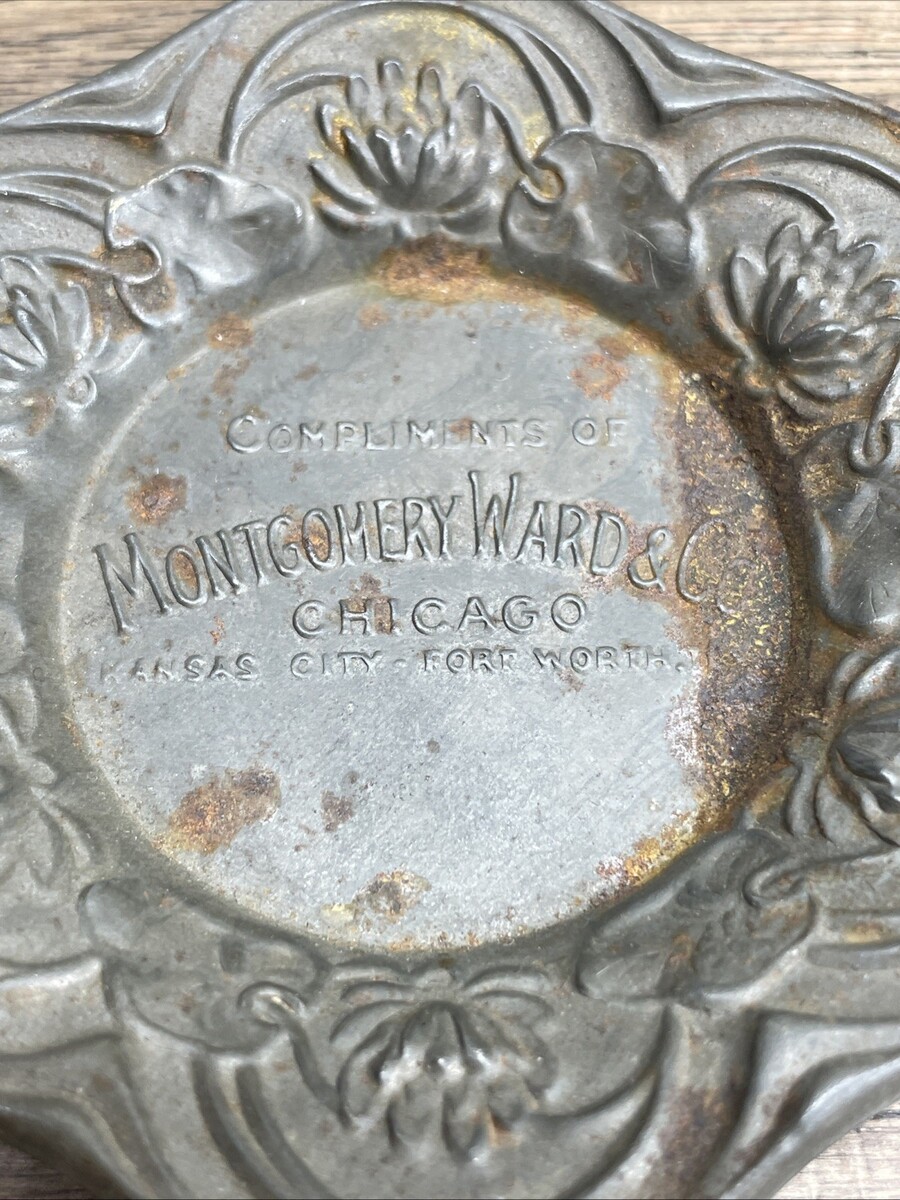 COMPLIMENTS OF
MONTGOMERY WARD & Co
CHICAGO
KANSAS CITY - FORT WORTH.